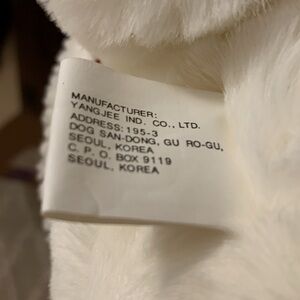 MANUFACTURER:
YANGJEE IND. CO., LTD.
ADDRESS: 195-3
DOG SAN-DONG, GU RO-GU,
SEOUL, KOREA
C. P. O. BOX 9119
SEOUL, KOREA